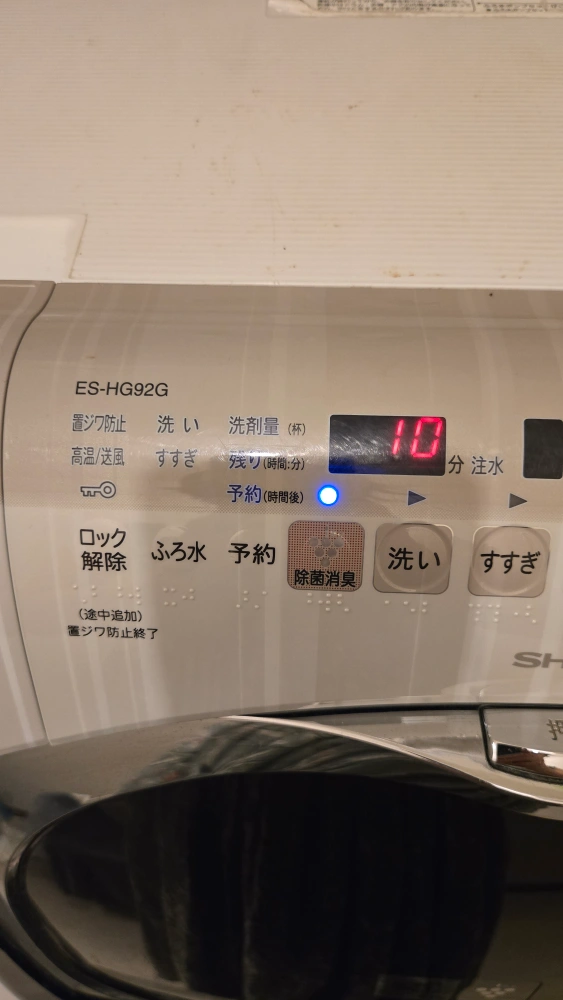 ES-HG92G
置ジワ防止 洗い 洗剤量(杯)
高温/送風 すすぎ 残り(時間:分)
10
分 注水
予約(時間後)
ロック
解除
ふろ水 予約
除菌消臭
洗い
すすぎ
(途中追加)
置ジワ防止終了
SH
押